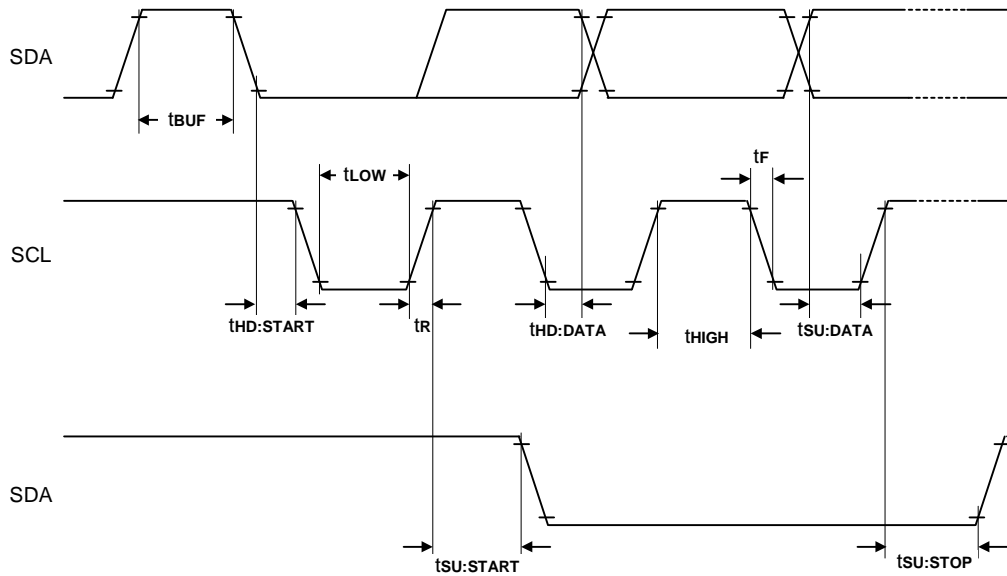 SDA
tBUF
tLOW
tF
SCL
tHD:START
tR
tHD:DATA
tHIGH
tSU:DATA
SDA
tSU:START
tSU:STOP